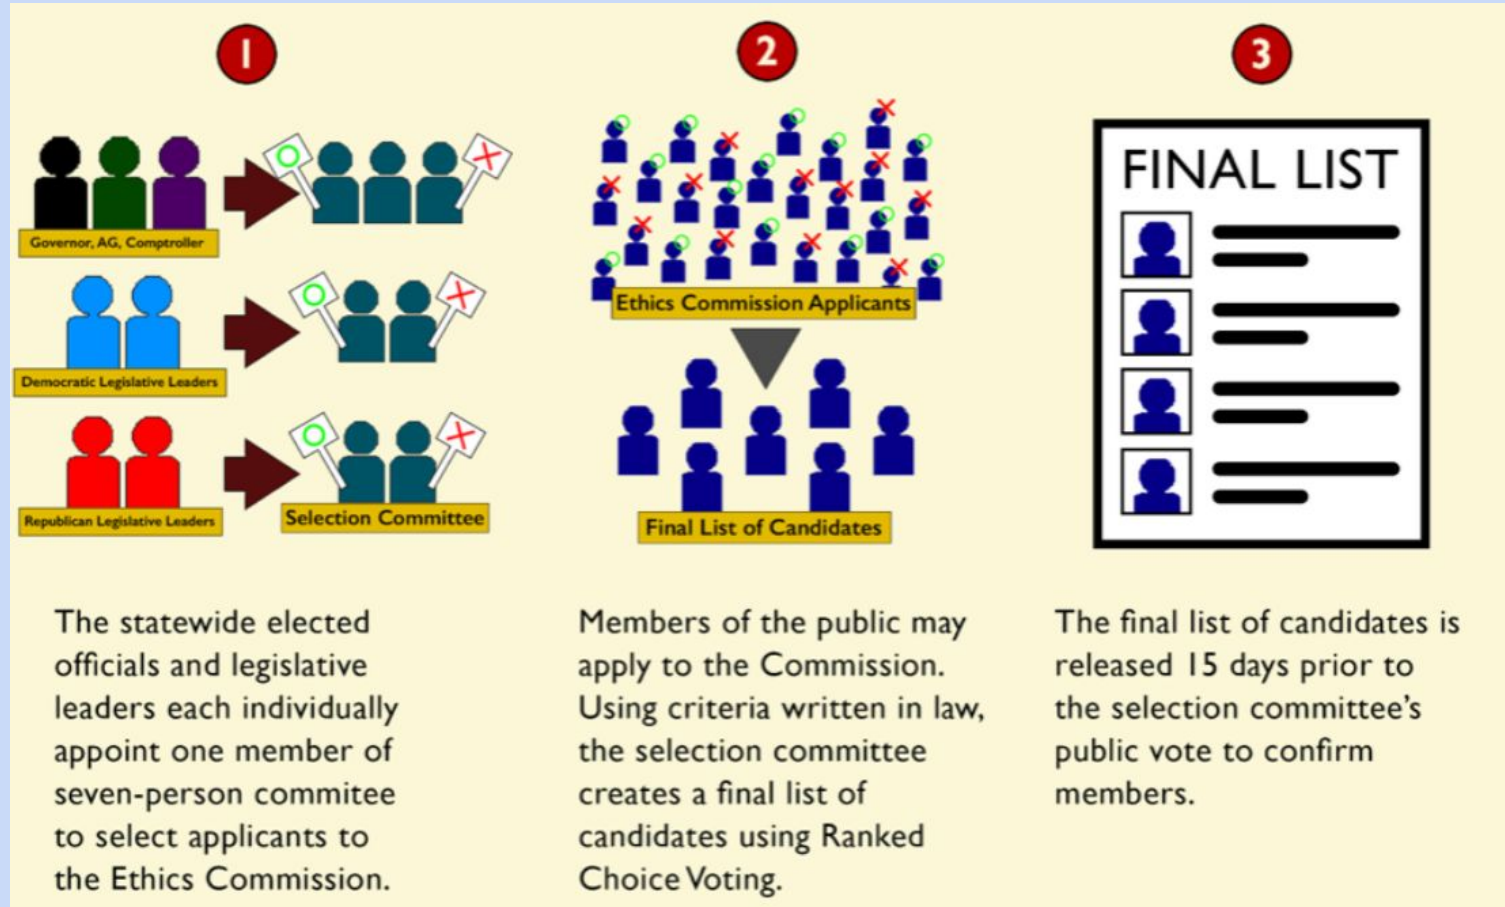 1
Governor, AG, Comptroller
Democratic Legislative Leaders
Republican Legislative Leaders
Selection Committee
The statewide elected
officials and legislative
leaders each individually
appoint one member of
seven-person commitee
to select applicants to
the Ethics Commission.
2
Ethics Commission Applicants
Final List of Candidates
Members of the public may
apply to the Commission.
Using criteria written in law,
the selection committee
creates a final list of
candidates using Ranked
Choice Voting.
3
FINAL LIST
The final list of candidates is
released 15 days prior to
the selection committee's
public vote to confirm
members.